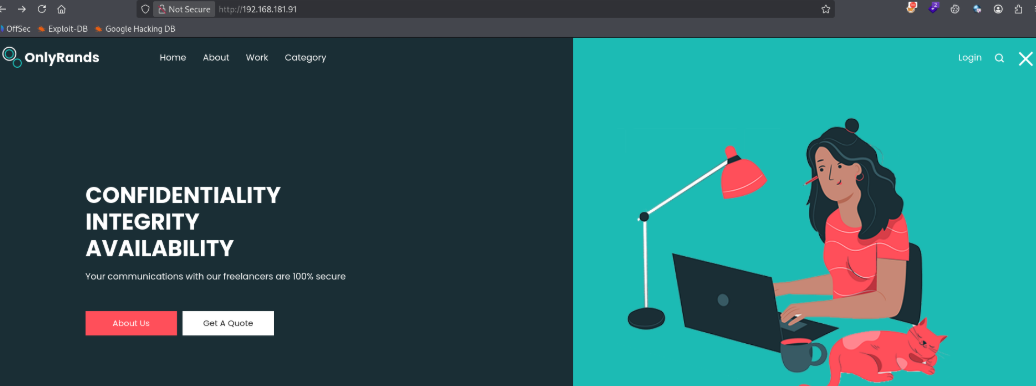 Not Secure http://192.168.181.91
OffSec Exploit-DB Google Hacking DB
OnlyRands Home About Work Category Login
CONFIDENTIALITY
INTEGRITY
AVAILABILITY
Your communications with our freelancers are 100% secure
About Us Get A Quote